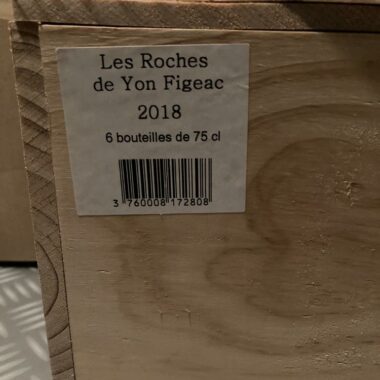 Les Roches
de Yon Figeac
2018
6 bouteilles de 75 cl
3 760008 172808